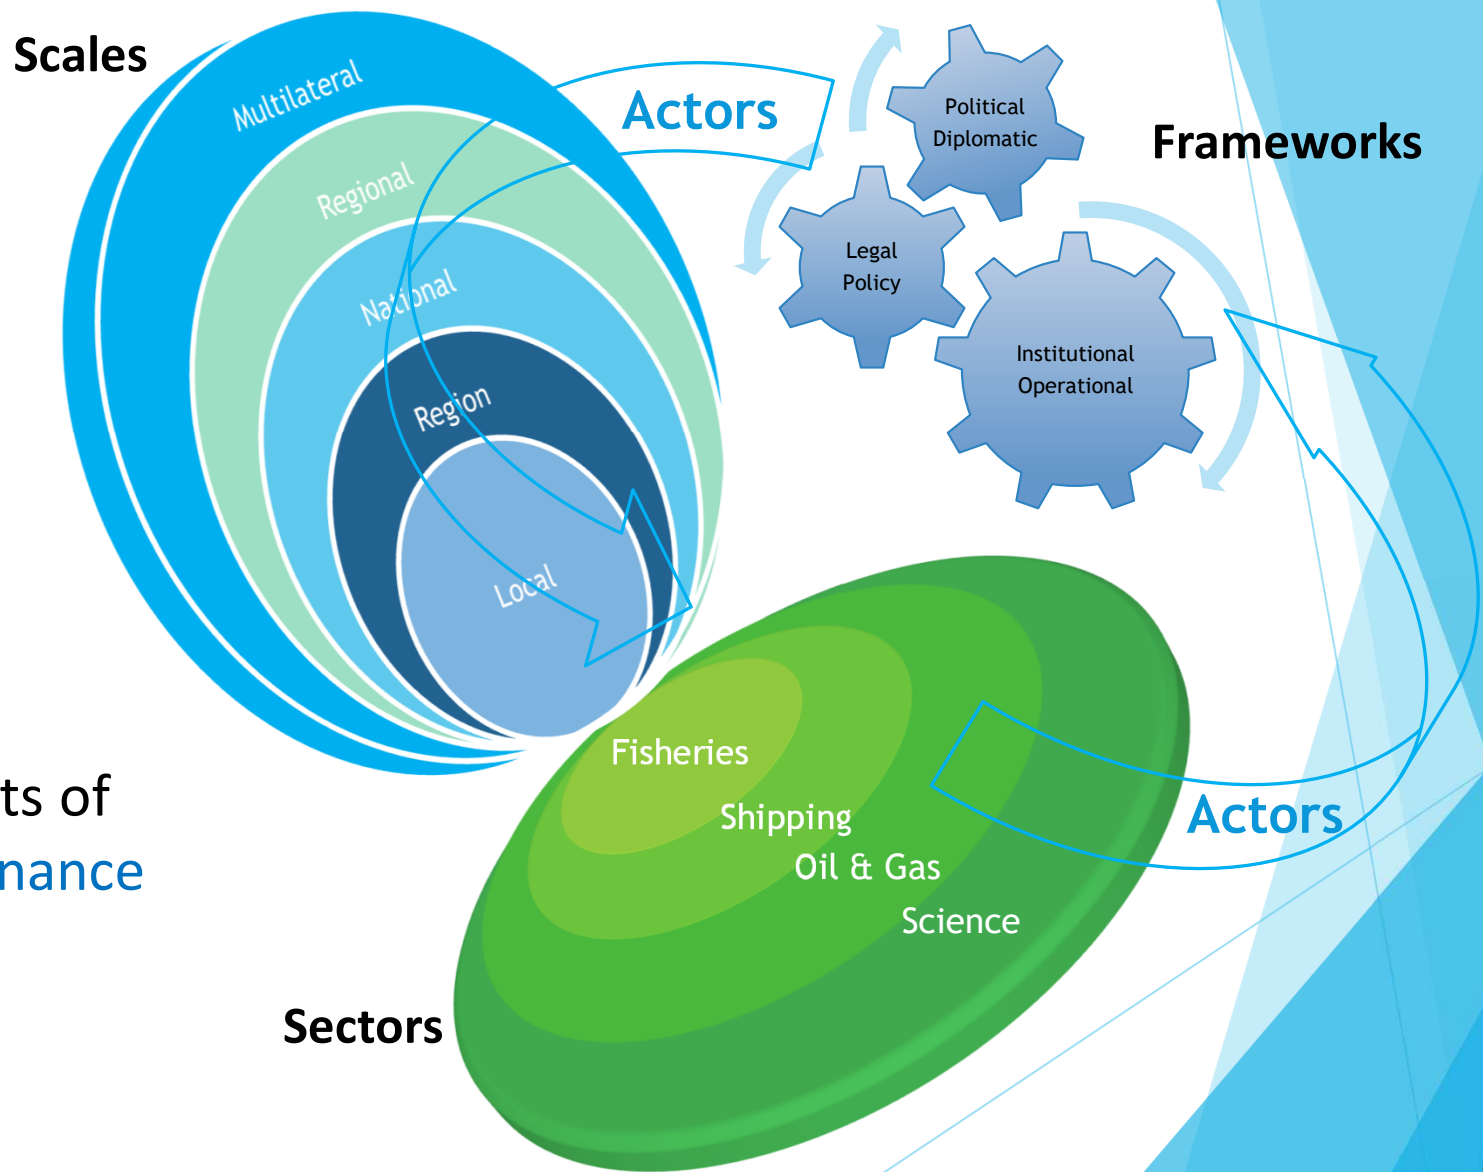 Scales
Multilateral
Regional
National
Region
Local
Actors
Political
Diplomatic
Legal
Policy
Institutional
Operational
Frameworks
Fisheries
Shipping
Oil & Gas
Science
Actors
Sectors
ts of
nance